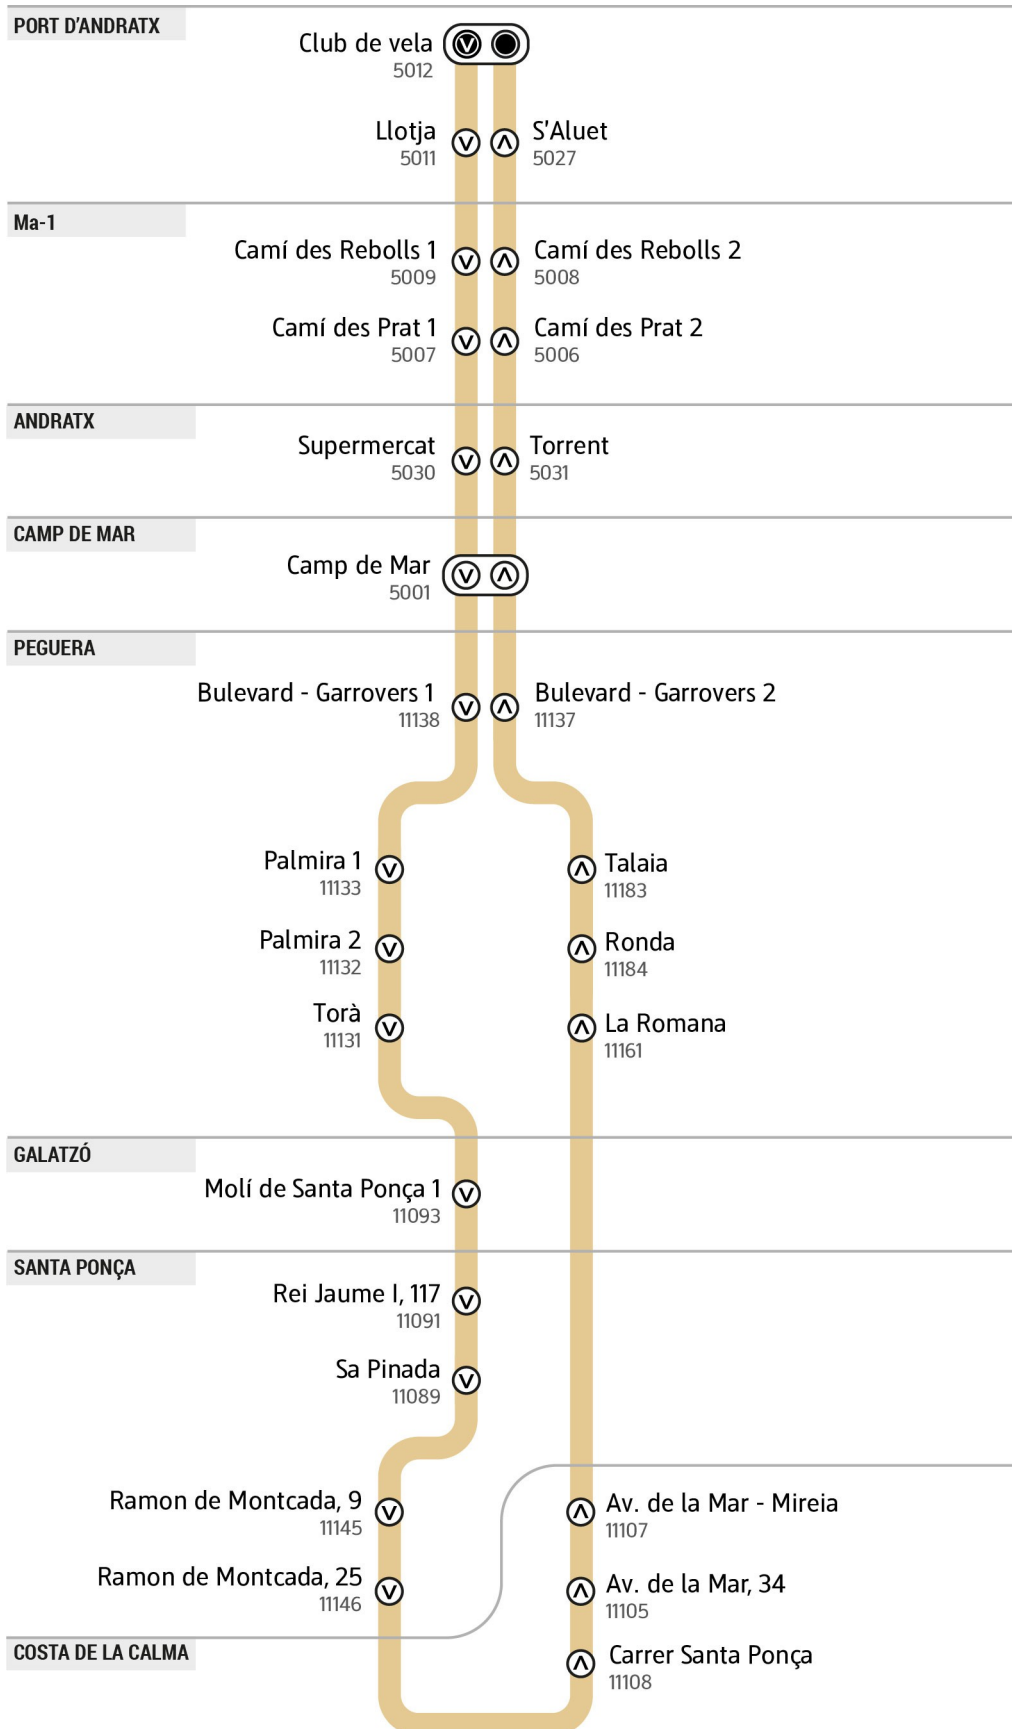 PORT D'ANDRATX
Club de vela
5012
Llotja
5011
S'Aluet
5027
Ma-1
Camí des Rebolls 1
5009
Camí des Rebolls 2
5008
Camí des Prat 1
5007
Camí des Prat 2
5006
ANDRATX
Supermercat
5030
Torrent
5031
CAMP DE MAR
Camp de Mar
5001
PEGUERA
Bulevard - Garrovers 1
11138
Bulevard - Garrovers 2
11137
Palmira 1
11133
Talaia
11183
Palmira 2
11132
Ronda
11184
Torà
11131
La Romana
11161
GALATZÓ
Molí de Santa Ponça 1
11093
SANTA PONÇA
Rei Jaume I, 117
11091
Sa Pinada
11089
Ramon de Montcada, 9
11145
Av. de la Mar - Mireia
11107
Ramon de Montcada, 25
11146
Av. de la Mar, 34
11105
COSTA DE LA CALMA
Carrer Santa Ponça
11108